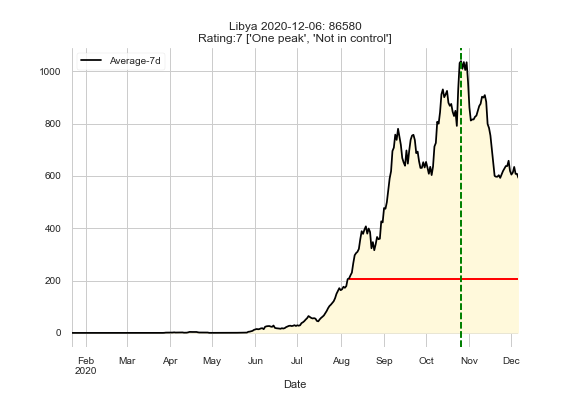 Libya 2020-12-06: 86580
Rating:7 ['One peak', 'Not in control']
Average-7d
1000
800
600
400
200
0
Feb Mar Apr May Jun Jul Aug Sep Oct Nov Dec
2020
Date